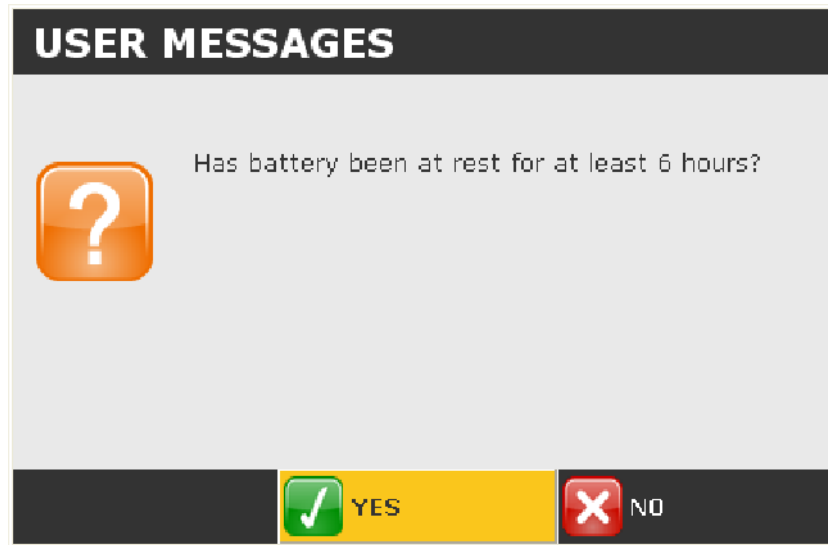 USER MESSAGES
Has battery been at rest for at least 6 hours?
?
YES
NO